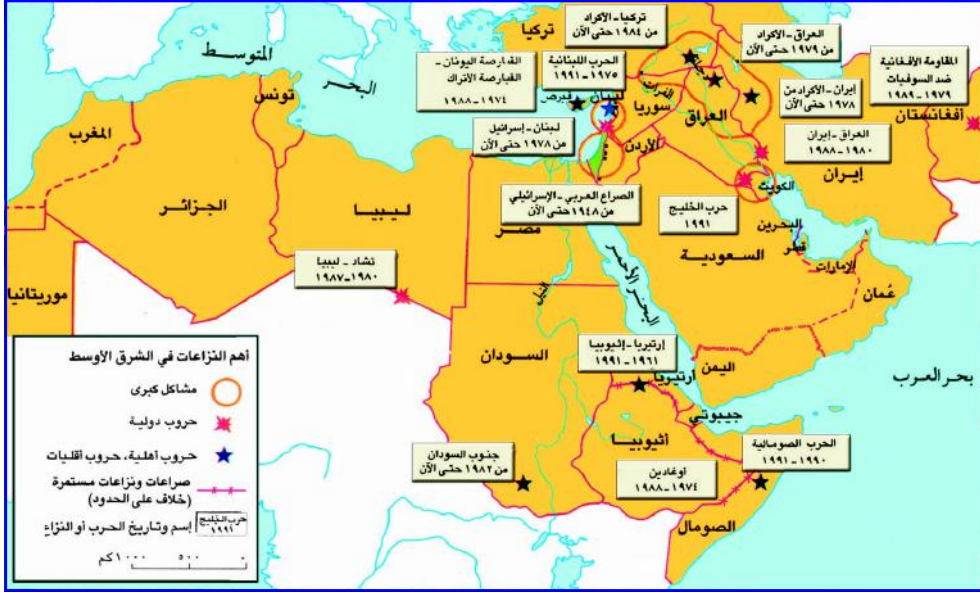 تركيا-الأكراد
من ١٩٨٤ حتى الآن
العراق-الأكراد
من ١٩٧٩ حتى الآن
المقاومة الأفغانية
ضد السوفيات
١٩٧٩-١٩٨٩
القبارصة اليونان-
القبارصة الأتراك
١٩٧٤-١٩٨٨
الحرب اللبنانية
١٩٧٥-١٩٩١
إيران-الأكراد من
١٩٧٨ حتى الآن
لبنان-إسرائيل
من ١٩٧٨ حتى الآن
العراق-إيران
١٩٨٠-١٩٨٨
الصراع العربي-الإسرائيلي
من ١٩٤٨ حتى الآن
حرب الخليج
١٩٩١
تشاد-ليبيا
١٩٨٠-١٩٨٧
إرتيريا-إثيوبيا
١٩٦١-١٩٩١
الحرب الصومالية
١٩٩٠-١٩٩١
جنوب السودان
من ١٩٨٢ حتى الآن
أوغادين
١٩٧٤-١٩٨٨
تركيا
المتوسط
البحر
تونس
المغرب
الجزائر
ليبيا
مصر
موريتانيا
قبرص
لبنان
سوريا
الفرات
دجلة
العراق
الأردن
إيران
أفغانستان
الكويت
البحرين
قطر
الإمارات
السعودية
عُمان
اليمن
البحر الأحمر
النيل
السودان
أرتيريا
جيبوتي
أثيوبيا
الصومال
بحر العرب
أهم النزاعات في الشرق الأوسط
مشاكل كبرى
حروب دولية
حروب أهلية، حروب أقليات
صراعات ونزاعات مستمرة
(خلاف على الحدود)
حرب الخليج
١٩٩١
إسم وتاريخ الحرب أو النزاع
٠ ٥٠٠ ١٠٠٠ كم